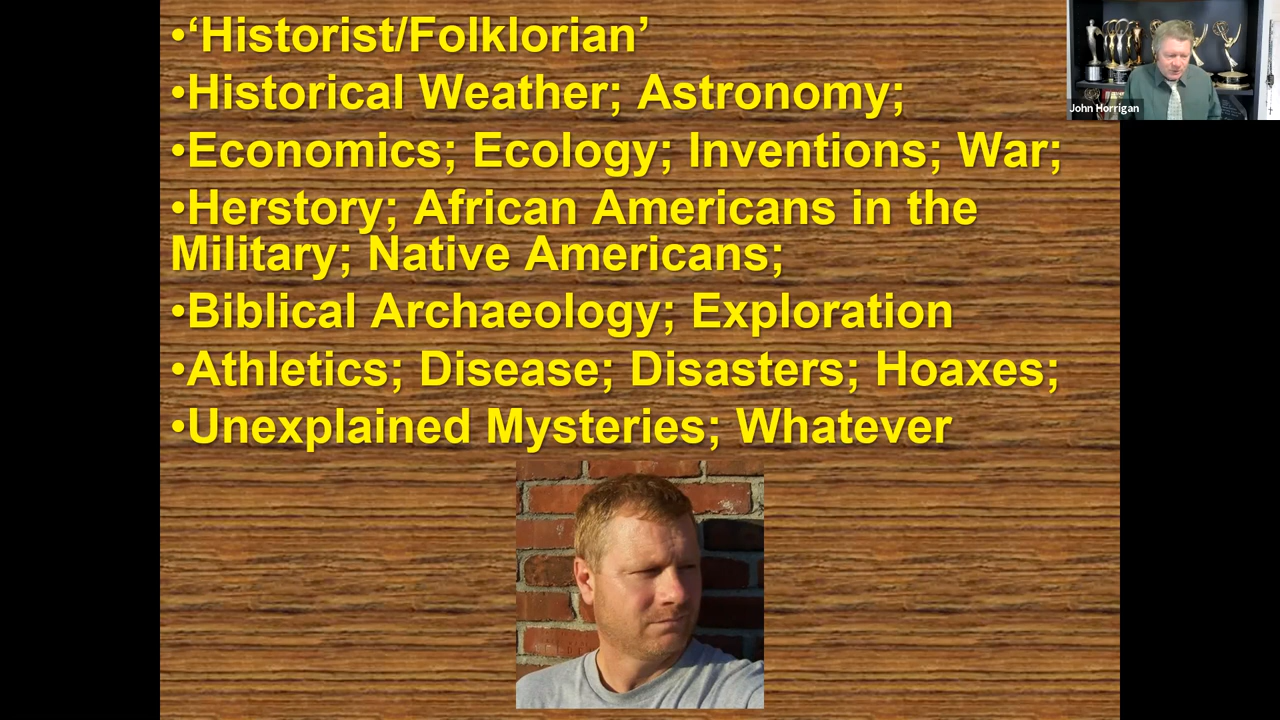 •‘Historist/Folklorian’
•Historical Weather; Astronomy;
•Economics; Ecology; Inventions; War;
•Herstory; African Americans in the
Military; Native Americans;
•Biblical Archaeology; Exploration
•Athletics; Disease; Disasters; Hoaxes;
•Unexplained Mysteries; Whatever
John Horrigan